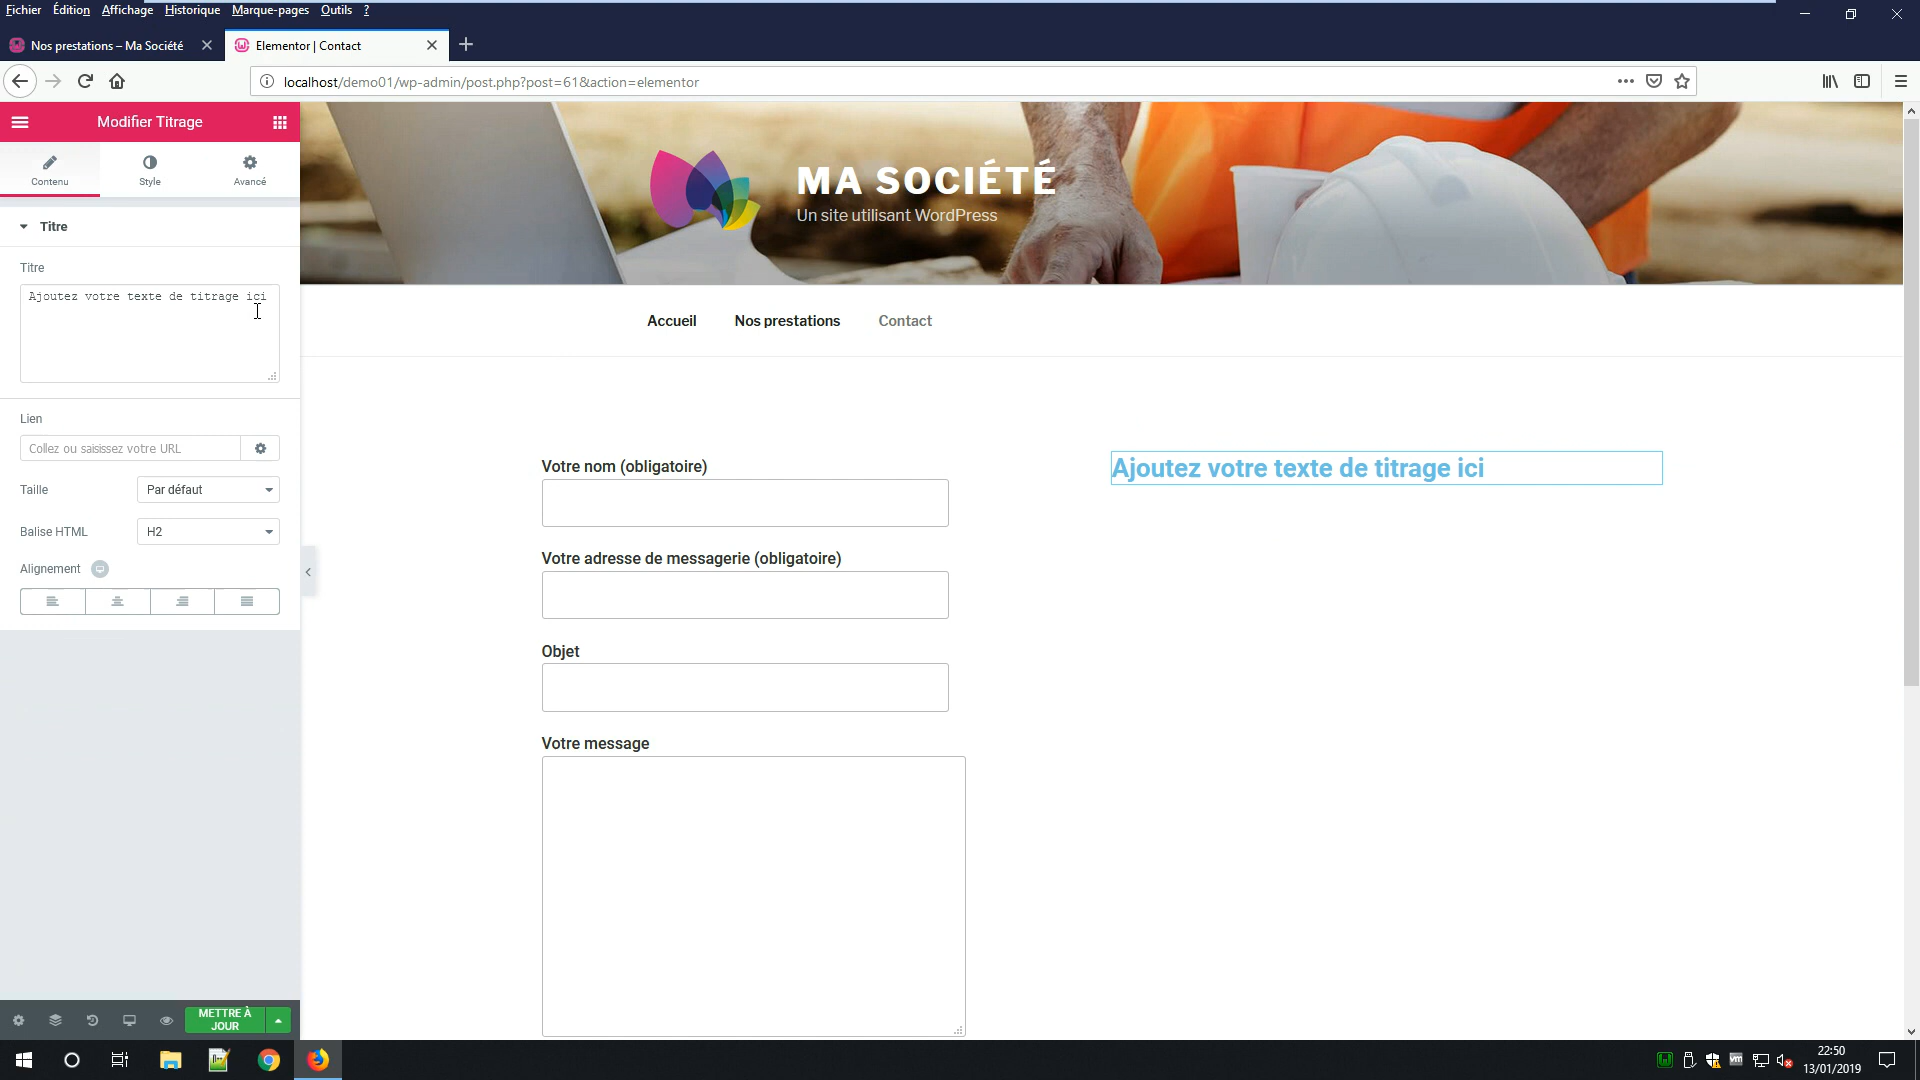 Fichier Édition Affichage Historique Marque-pages Outils ?
Nos prestations – Ma Société
Elementor | Contact
localhost/demo01/wp-admin/post.php?post=61&action=elementor
Modifier Titrage
Contenu Style Avancé
Titre
Titre
Ajoutez votre texte de titrage ici
Lien
Collez ou saisissez votre URL
Taille Par défaut
Balise HTML H2
Alignement
METTRE À
JOUR
MA SOCIÉTÉ
Un site utilisant WordPress
Accueil Nos prestations Contact
Votre nom (obligatoire)
Ajoutez votre texte de titrage ici
Votre adresse de messagerie (obligatoire)
Objet
Votre message
22:50
13/01/2019